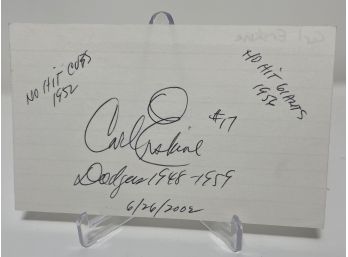 NO HIT CUBS
1952
NO HIT GIANTS
1956
Carl Erskine #17
Dodgers 1948-1959
6/26/2002